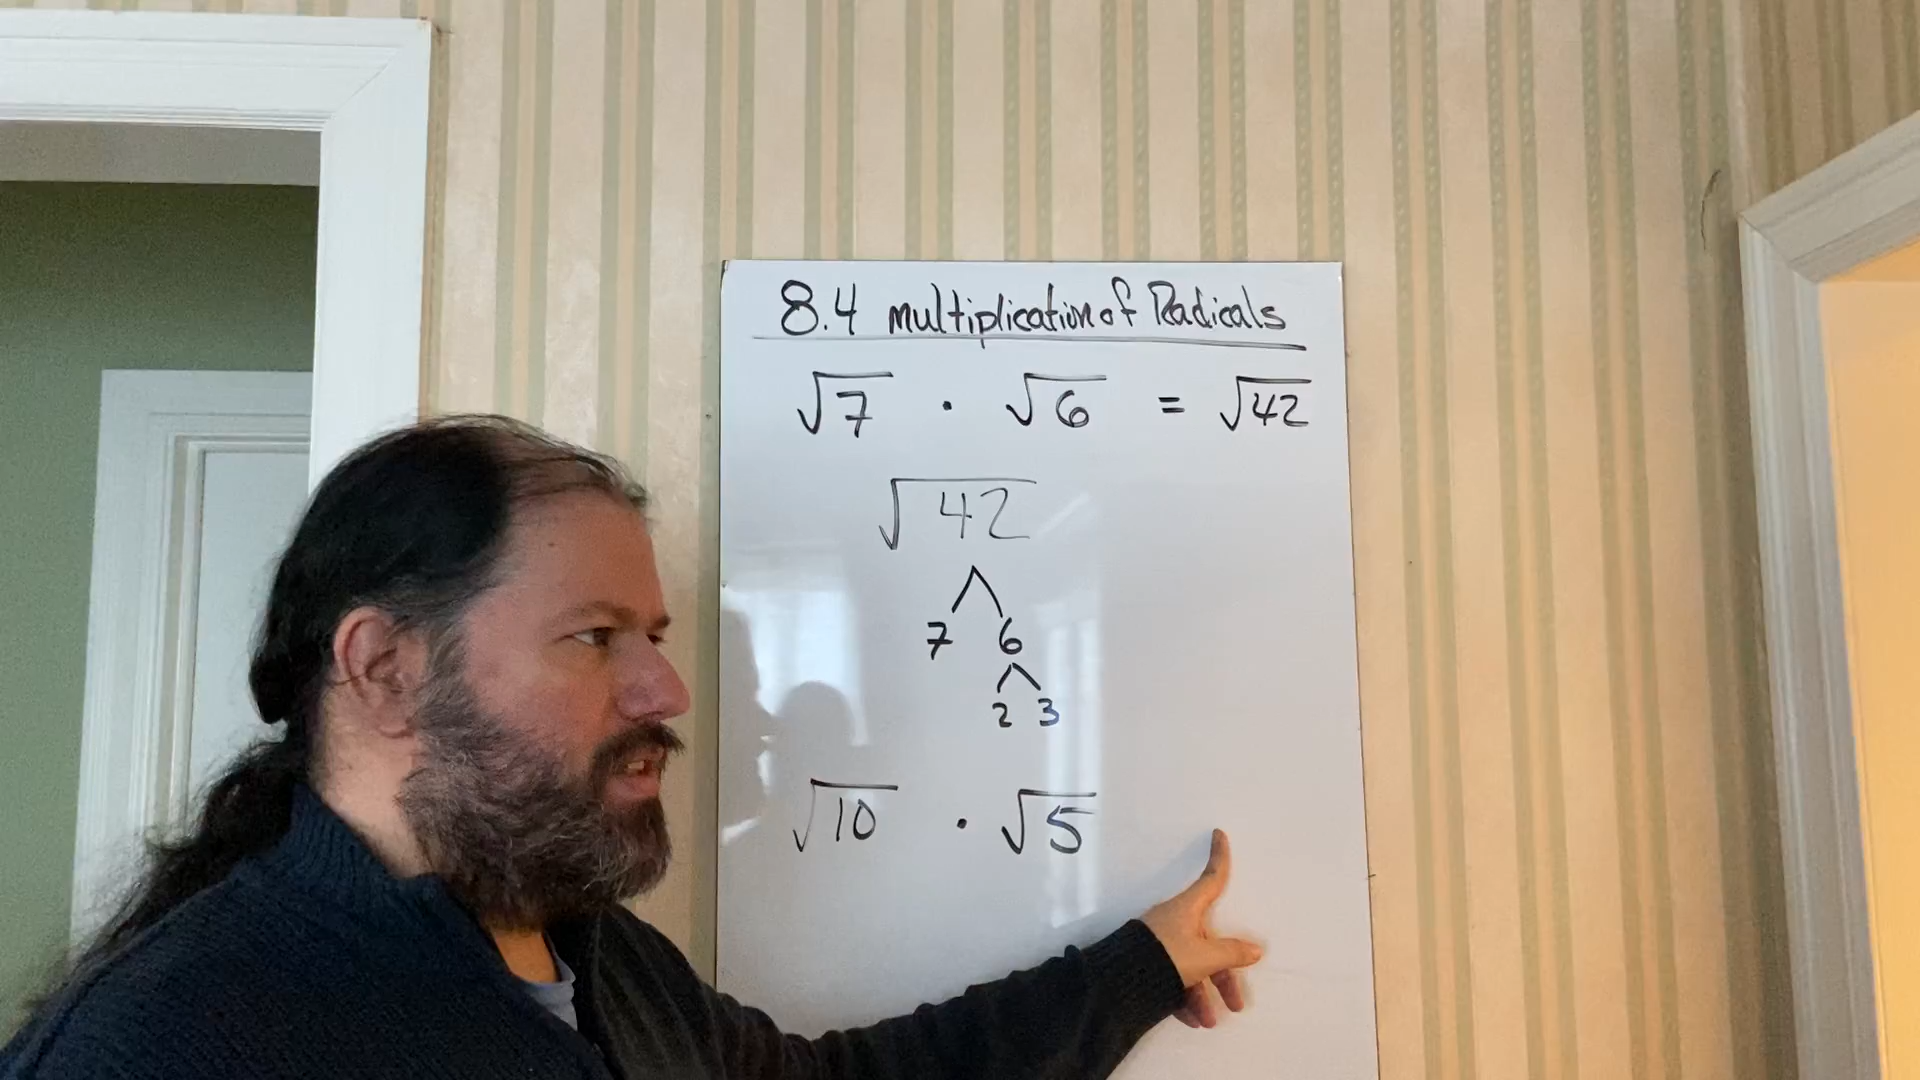 8.4 multiplication of Radicals
√7 · √6 = √42
√42
7 6
2 3
√10 · √5